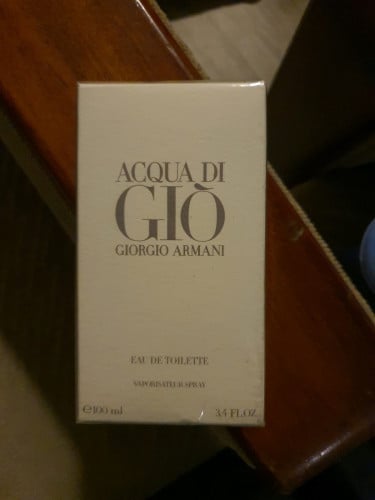 ACQUA DI
GIÒ
GIORGIO ARMANI
EAU DE TOILETTE
VAPORISATEUR SPRAY
℮100 ml 3.4 FL.OZ